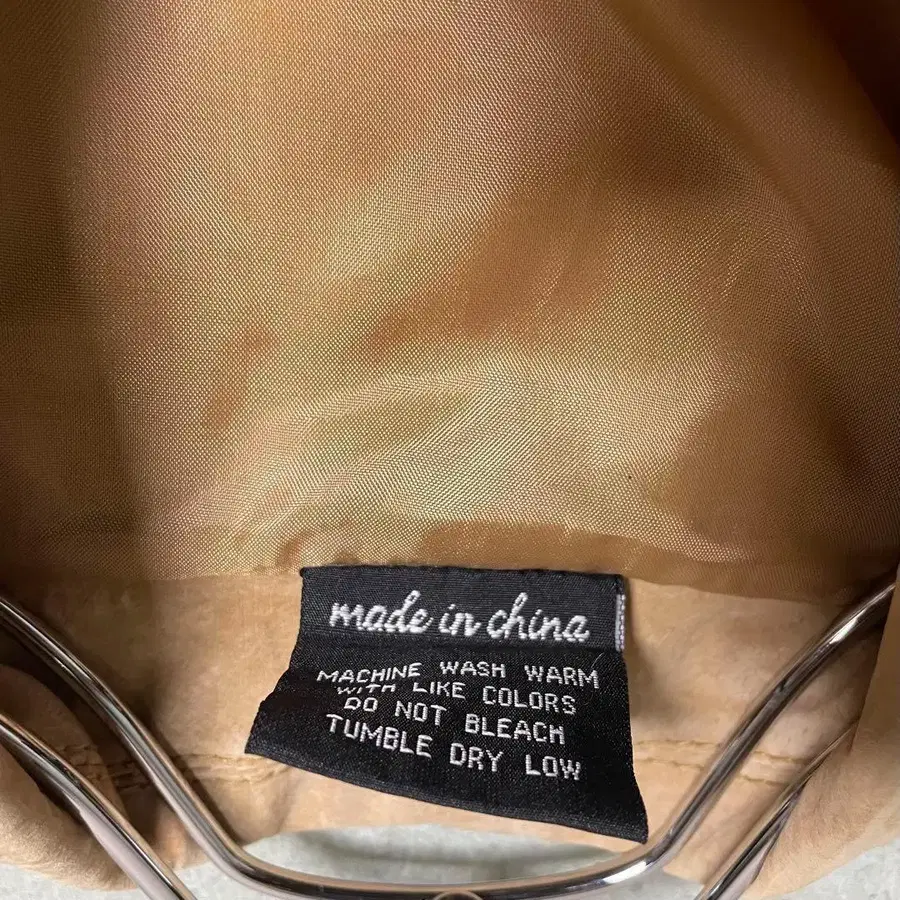 made in china
MACHINE WASH WARM
WITH LIKE COLORS
DO NOT BLEACH
TUMBLE DRY LOW